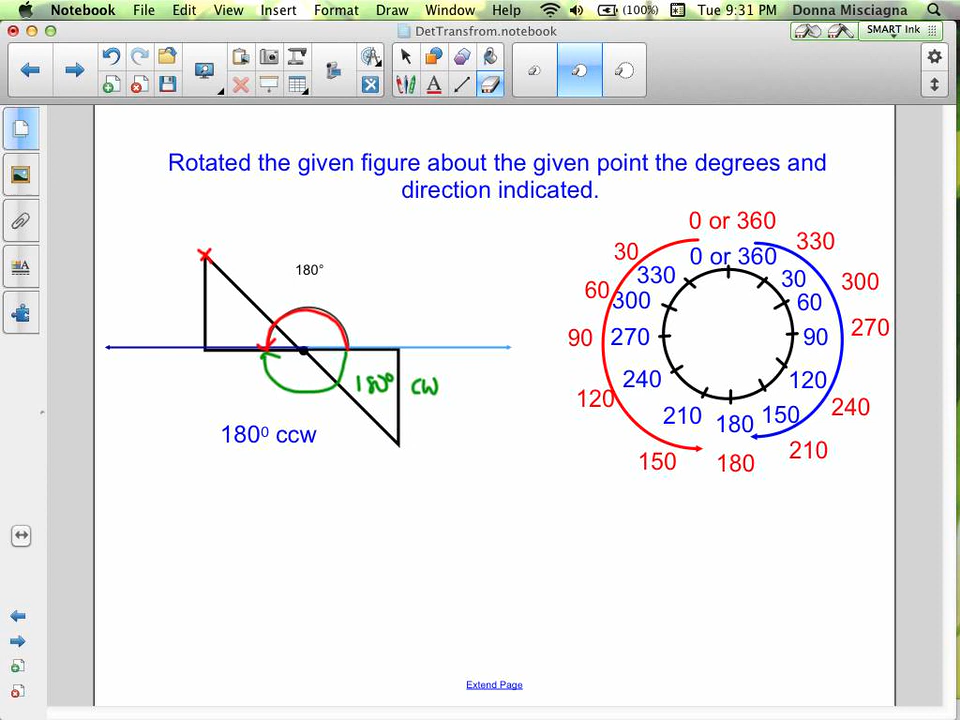 Notebook File Edit View Insert Format Draw Window Help (100%) Tue 9:31 PM Donna Misciagna
DetTransfrom.notebook
SMART Ink
Rotated the given figure about the given point the degrees and
direction indicated.
180°
180° cw
180⁰ ccw
0 or 360
30
330
0 or 360
330
30
60
300
300
60
90
270
90
270
240
120
120
240
210
180
150
210
150
180
Extend Page